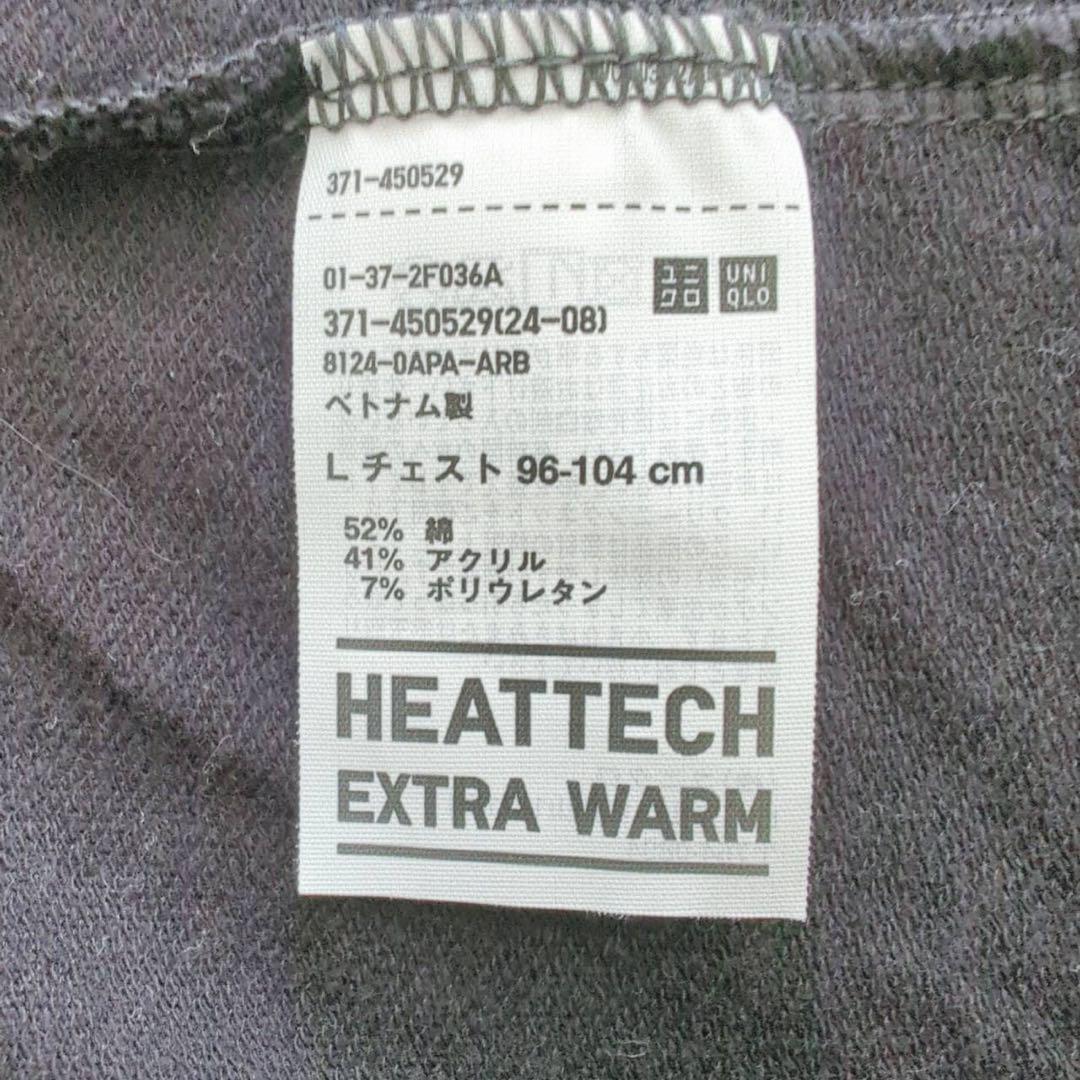 371-450529
01-37-2F036A
ユニ
クロ
UNI
QLO
371-450529(24-08)
8124-0APA-ARB
ベトナム製
L チェスト 96-104 cm
52% 綿
41% アクリル
7% ポリウレタン
HEATTECH
EXTRA WARM